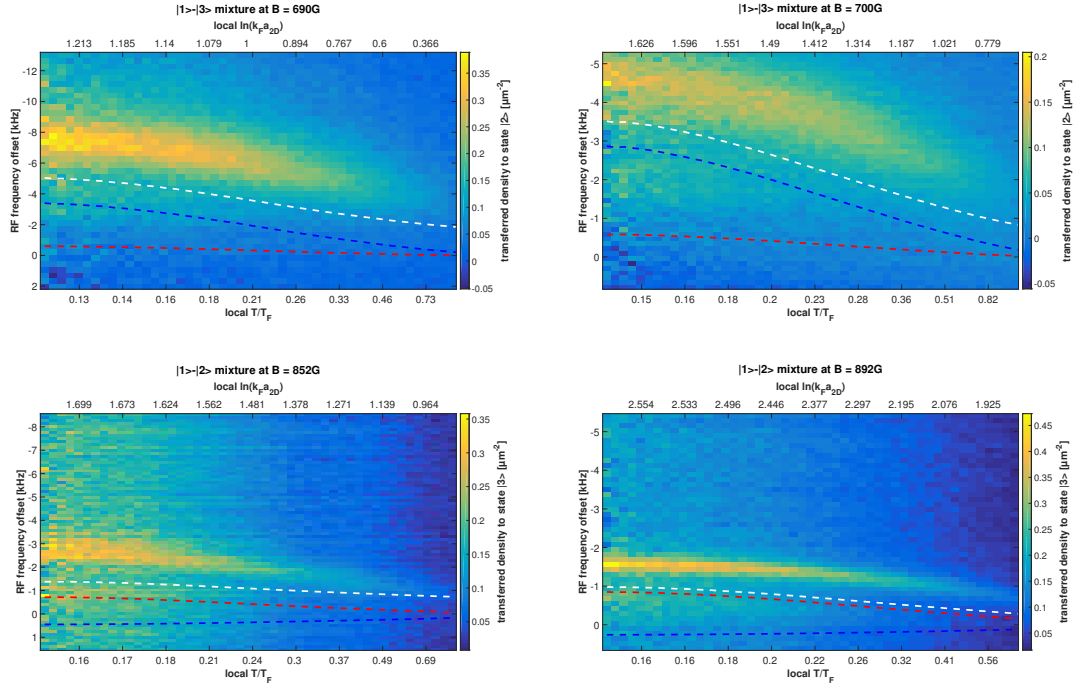 |1>-|3> mixture at B = 690G
local ln(k_F a_2D)
1.213 1.185 1.14 1.079 1 0.894 0.767 0.6 0.366
RF frequency offset [kHz]
-12
-10
-8
-6
-4
-2
0
2
0.13 0.14 0.16 0.18 0.21 0.26 0.33 0.46 0.73
local T/T_F
0.35
0.3
0.25
0.2
0.15
0.1
0.05
0
-0.05
transferred density to state |2> [µm⁻²]
|1>-|3> mixture at B = 700G
local ln(k_F a_2D)
1.626 1.596 1.551 1.49 1.412 1.314 1.187 1.021 0.779
RF frequency offset [kHz]
-5
-4
-3
-2
-1
0
0.15 0.16 0.18 0.2 0.23 0.28 0.36 0.51 0.82
local T/T_F
0.2
0.15
0.1
0.05
0
-0.05
transferred density to state |2> [µm⁻²]
|1>-|2> mixture at B = 852G
local ln(k_F a_2D)
1.699 1.673 1.624 1.562 1.481 1.378 1.271 1.139 0.964
RF frequency offset [kHz]
-8
-7
-6
-5
-4
-3
-2
-1
0
1
0.16 0.17 0.18 0.21 0.24 0.3 0.37 0.49 0.69
local T/T_F
0.35
0.3
0.25
0.2
0.15
0.1
0.05
transferred density to state |3> [µm⁻²]
|1>-|2> mixture at B = 892G
local ln(k_F a_2D)
2.554 2.533 2.496 2.446 2.377 2.297 2.195 2.076 1.925
RF frequency offset [kHz]
-5
-4
-3
-2
-1
0
0.16 0.16 0.18 0.2 0.22 0.26 0.32 0.41 0.56
local T/T_F
0.45
0.4
0.35
0.3
0.25
0.2
0.15
0.1
0.05
transferred density to state |3> [µm⁻²]